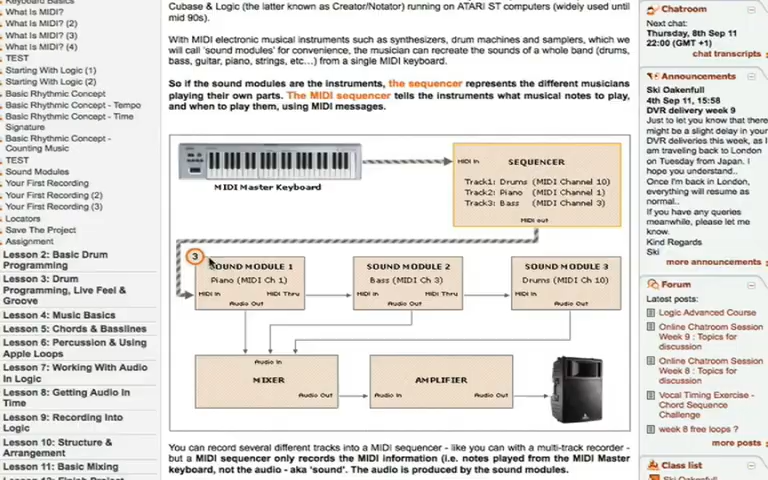 Keyboard Basics
What Is MIDI?
What Is MIDI? (2)
What Is MIDI? (3)
What Is MIDI? (4)
TEST
Starting With Logic (1)
Starting With Logic (2)
Basic Rhythmic Concept
Basic Rhythmic Concept - Tempo
Basic Rhythmic Concept - Time
Signature
Basic Rhythmic Concept -
Counting Music
TEST
Sound Modules
Your First Recording
Your First Recording (2)
Your First Recording (3)
Locators
Save The Project
Assignment
Lesson 2: Basic Drum
Programming
Lesson 3: Drum
Programming, Live Feel &
Groove
Lesson 4: Music Basics
Lesson 5: Chords & Basslines
Lesson 6: Percussion & Using
Apple Loops
Lesson 7: Working With Audio
In Logic
Lesson 8: Getting Audio In
Time
Lesson 9: Recording Into
Logic
Lesson 10: Structure &
Arrangement
Lesson 11: Basic Mixing
Cubase & Logic (the latter known as Creator/Notator) running on ATARI ST computers (widely used until
mid 90s).
With MIDI electronic musical instruments such as synthesizers, drum machines and samplers, which we
will call 'sound modules' for convenience, the musician can recreate the sounds of a whole band (drums,
bass, guitar, piano, strings, etc...) from a single MIDI keyboard.
So if the sound modules are the instruments, the sequencer represents the different musicians
playing their own parts. The MIDI sequencer tells the instruments what musical notes to play,
and when to play them, using MIDI messages.
MIDI Master Keyboard
MIDI In
SEQUENCER
Track1: Drums (MIDI Channel 10)
Track2: Piano (MIDI Channel 1)
Track3: Bass (MIDI Channel 3)
MIDI out
3
SOUND MODULE 1
Piano (MIDI Ch 1)
MIDI In MIDI Thru
Audio Out
SOUND MODULE 2
Bass (MIDI Ch 3)
MIDI In MIDI Thru
Audio Out
SOUND MODULE 3
Drums (MIDI Ch 10)
MIDI In
Audio Out
Audio In
MIXER
Audio Out
AMPLIFIER
Audio In Audio Out
You can record several different tracks into a MIDI sequencer - like you can with a multi-track recorder -
but a MIDI sequencer only records the MIDI information (i.e. notes played from the MIDI Master
keyboard, not the audio - aka 'sound'. The audio is produced by the sound modules.
Chatroom
Next chat:
Thursday, 8th Sep 11
22:00 (GMT +1)
chat transcripts
Announcements
Ski Oakenfull
4th Sep 11, 15:58
DVR delivery week 9
Just to let you know that there
might be a slight delay in your
DVR deliveries this week, as I
am traveling back to London
on Tuesday from Japan. I
hope you understand..
Once I'm back in London,
everything will resume as
normal..
If you have any queries
meanwhile, please let me
know.
Kind Regards
Ski
more announcements
Forum
Latest posts:
Logic Advanced Course
Online Chatroom Session
Week 9 : Topics for
discussion
Online Chatroom Session
Week 8 : Topics for
discussion
Vocal Timing Exercise -
Chord Sequence
Challenge
week 8 free loops ?
more posts
Class list
Ski Oakenfull